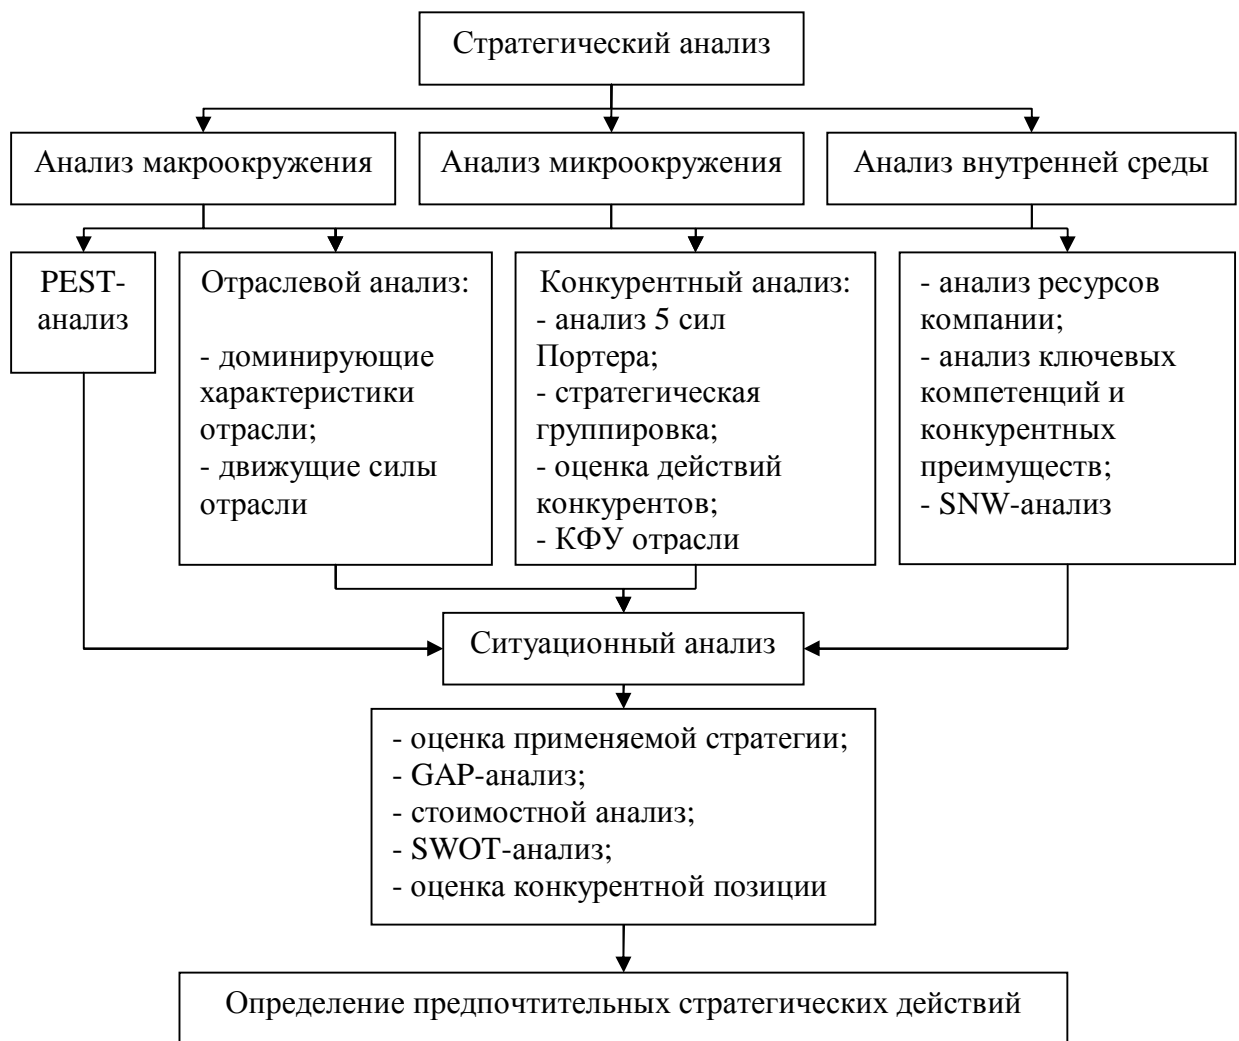 Стратегический анализ
Анализ макроокружения
Анализ микроокружения
Анализ внутренней среды
PEST-
анализ
Отраслевой анализ:
- доминирующие
характеристики
отрасли;
- движущие силы
отрасли
Конкурентный анализ:
- анализ 5 сил
Портера;
- стратегическая
группировка;
- оценка действий
конкурентов;
- КФУ отрасли
- анализ ресурсов
компании;
- анализ ключевых
компетенций и
конкурентных
преимуществ;
- SNW-анализ
Ситуационный анализ
- оценка применяемой стратегии;
- GAP-анализ;
- стоимостной анализ;
- SWOT-анализ;
- оценка конкурентной позиции
Определение предпочтительных стратегических действий